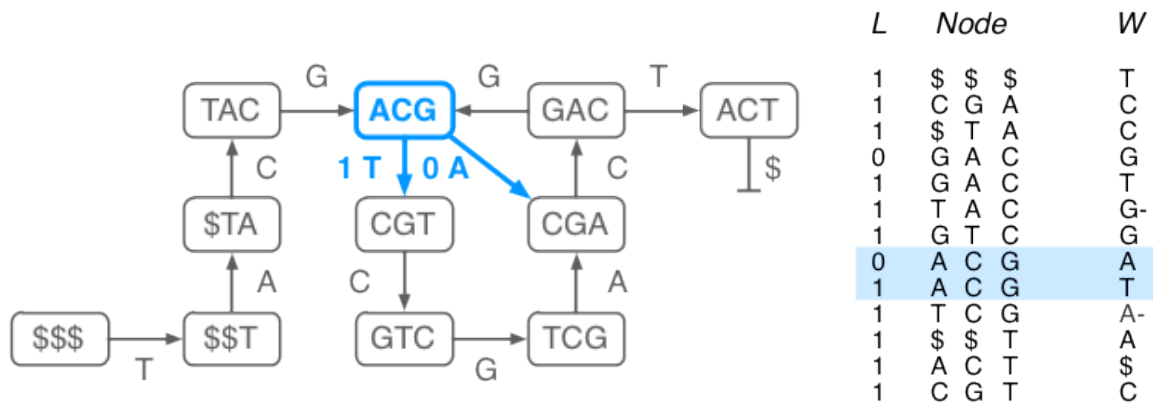 L Node W
G G T
TAC ACG GAC ACT
1 $ $ $ T
1 C G A C
1 $ T A C
0 G A C G
1 G A C T
1 T A C G-
1 G T C G
0 A C G A
1 A C G T
1 T C G A-
1 $ $ T A
1 A C T $
1 C G T C
C 1 T 0 A C $
$TA CGT CGA
A C A
$$$ $$T GTC TCG
T G